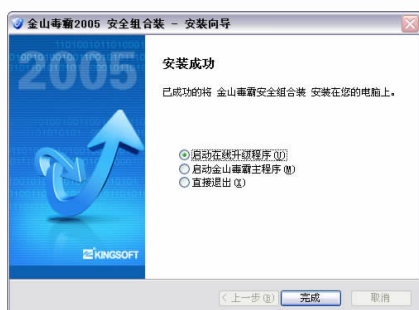 金山毒霸2005 安全组合装 - 安装向导
2005
安装成功
已成功的将 金山毒霸安全组合装 安装在您的电脑上。
启动在线升级程序(U)
启动金山毒霸主程序(M)
直接退出(X)
KINGSOFT
<上一步(B) 完成 取消